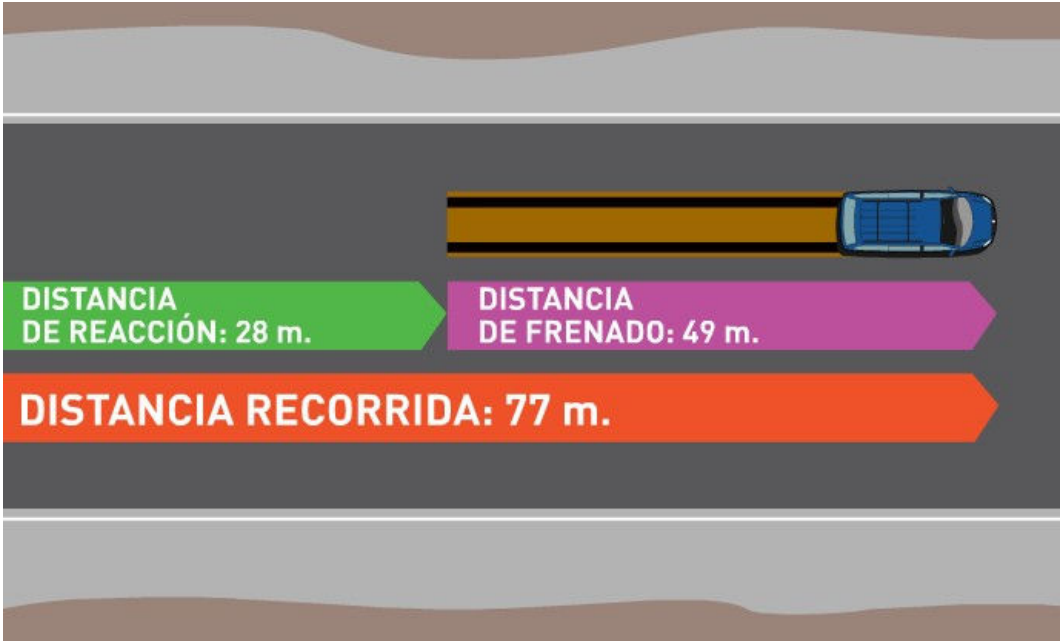 DISTANCIA
DE REACCIÓN: 28 m.
DISTANCIA
DE FRENADO: 49 m.
DISTANCIA RECORRIDA: 77 m.